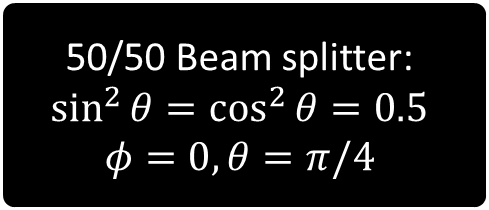 50/50 Beam splitter:
sin² θ = cos² θ = 0.5
ϕ = 0, θ = π/4